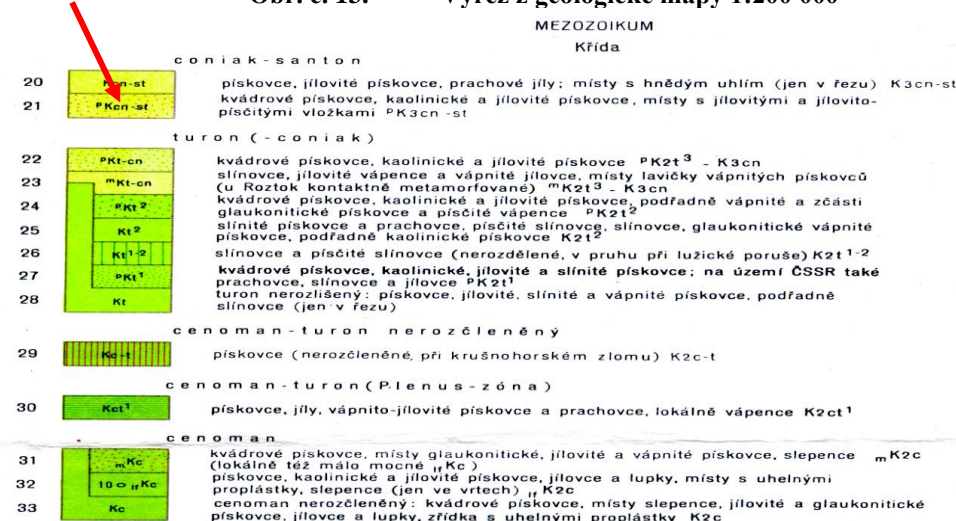 Obr. č. 13. Výřez z geologické mapy 1:200 000
MEZOZOIKUM
Křída
coniak-santon
20 Kcn-st pískovce, jílovité pískovce, prachové jíly; místy s hnědým uhlím (jen v řezu) K3cn-st
21 PKcn-st kvádrové pískovce, kaolinické a jílovité pískovce, místy s jílovitými a jílovito-
písčitými vložkami PK3cn-st
turon (-coniak)
22 PKt-cn kvádrové pískovce, kaolinické a jílovité pískovce PK2t3 - K3cn
23 mKt-cn slínovce, jílovité vápence a vápnité jílovce, místy lavičky vápnitých pískovců
(u Roztok kontaktně metamorfované) mK2t3 - K3cn
24 PKt2 kvádrové pískovce, kaolinické a jílovité pískovce, podřadně vápnité a zčásti
glaukonitické pískovce a písčité vápence PK2t2
25 Kt2 slínité pískovce a prachovce, písčité slínovce, slínovce, glaukonitické vápnité
pískovce, podřadně kaolinické pískovce K2t2
26 Kt1-2 slínovce a písčité slínovce (nerozdělené, v pruhu při lužické poruše) K2t1-2
27 PKt1 kvádrové pískovce, kaolinické, jílovité a slínité pískovce; na území ČSSR také
prachovce, slínovce a jílovce PK2t1
28 Kt turon nerozlišený: pískovce, jílovité, slínité a vápnité pískovce, podřadně
slínovce (jen v řezu)
cenoman-turon nerozčleněný
29 Kc-t pískovce (nerozčleněné, při krušnohorském zlomu) K2c-t
cenoman-turon (Plenus-zóna)
30 Kct1 pískovce, jíly, vápnito-jílovité pískovce a prachovce, lokálně vápence K2ct1
cenoman
31 mKc kvádrové pískovce, místy glaukonitické, jílovité a vápnité pískovce, slepence mK2c
(lokálně též málo mocné lfKc)
32 10 lfKc pískovce, kaolinické a jílovité pískovce, jílovce a lupky, místy s uhelnými
proplástky, slepence (jen ve vrtech) lfK2c
33 Kc cenoman nerozčleněný: kvádrové pískovce, místy slepence, jílovité a glaukonitické
pískovce, jílovce a lupky, zřídka s uhelnými proplástky K2c